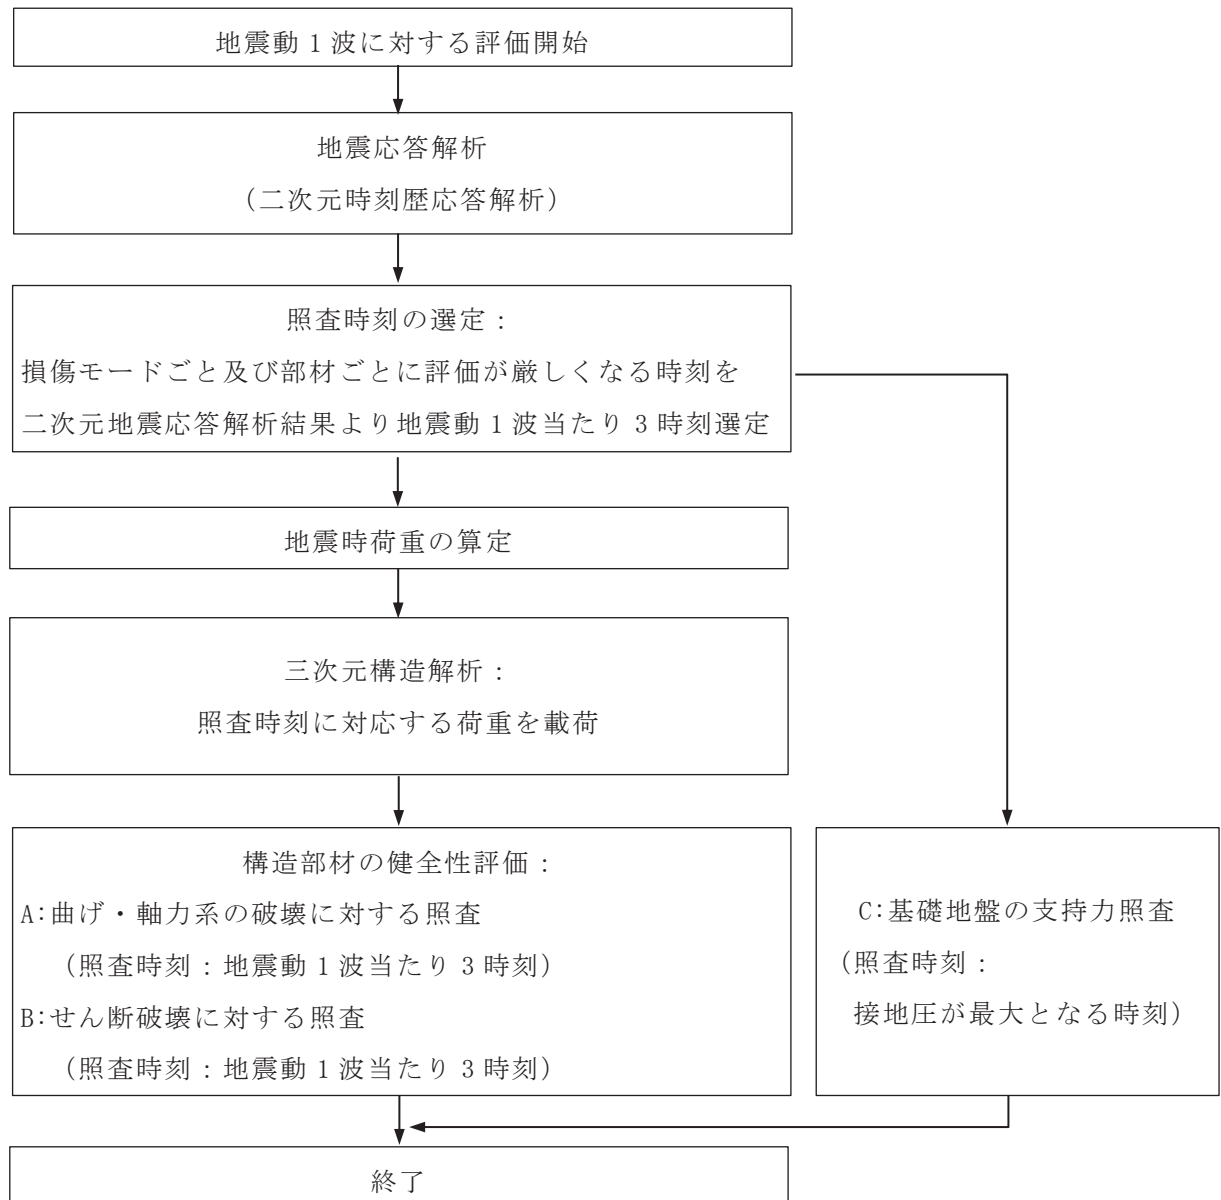 地震動１波に対する評価開始
地震応答解析
（二次元時刻歴応答解析）
照査時刻の選定：
損傷モードごと及び部材ごとに評価が厳しくなる時刻を
二次元地震応答解析結果より地震動１波当たり３時刻選定
地震時荷重の算定
三次元構造解析：
照査時刻に対応する荷重を載荷
構造部材の健全性評価：
A:曲げ・軸力系の破壊に対する照査
（照査時刻：地震動１波当たり３時刻）
B:せん断破壊に対する照査
（照査時刻：地震動１波当たり３時刻）
C:基礎地盤の支持力照査
（照査時刻：
接地圧が最大となる時刻）
終了